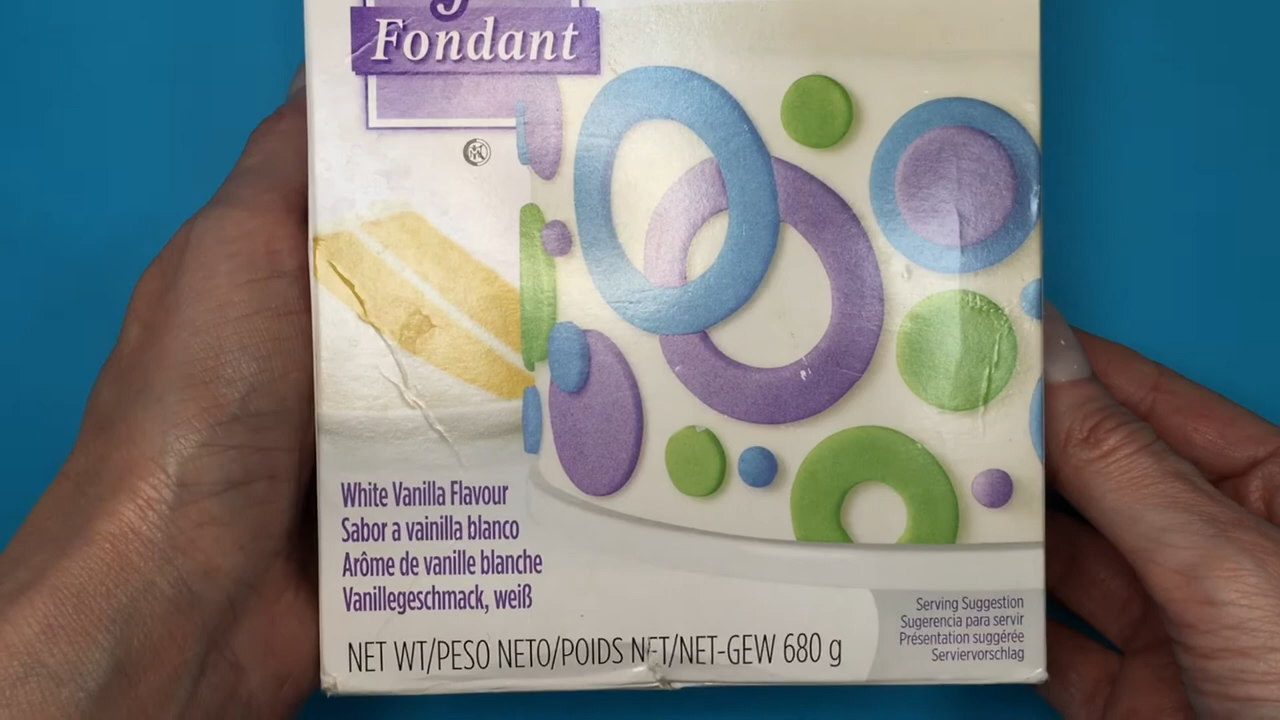 Fondant
White Vanilla Flavour
Sabor a vainilla blanco
Arôme de vanille blanche
Vanillegeschmack, weiß
NET WT/PESO NETO/POIDS NET/NET-GEW 680 g
Serving Suggestion
Sugerencia para servir
Présentation suggérée
Serviervorschlag